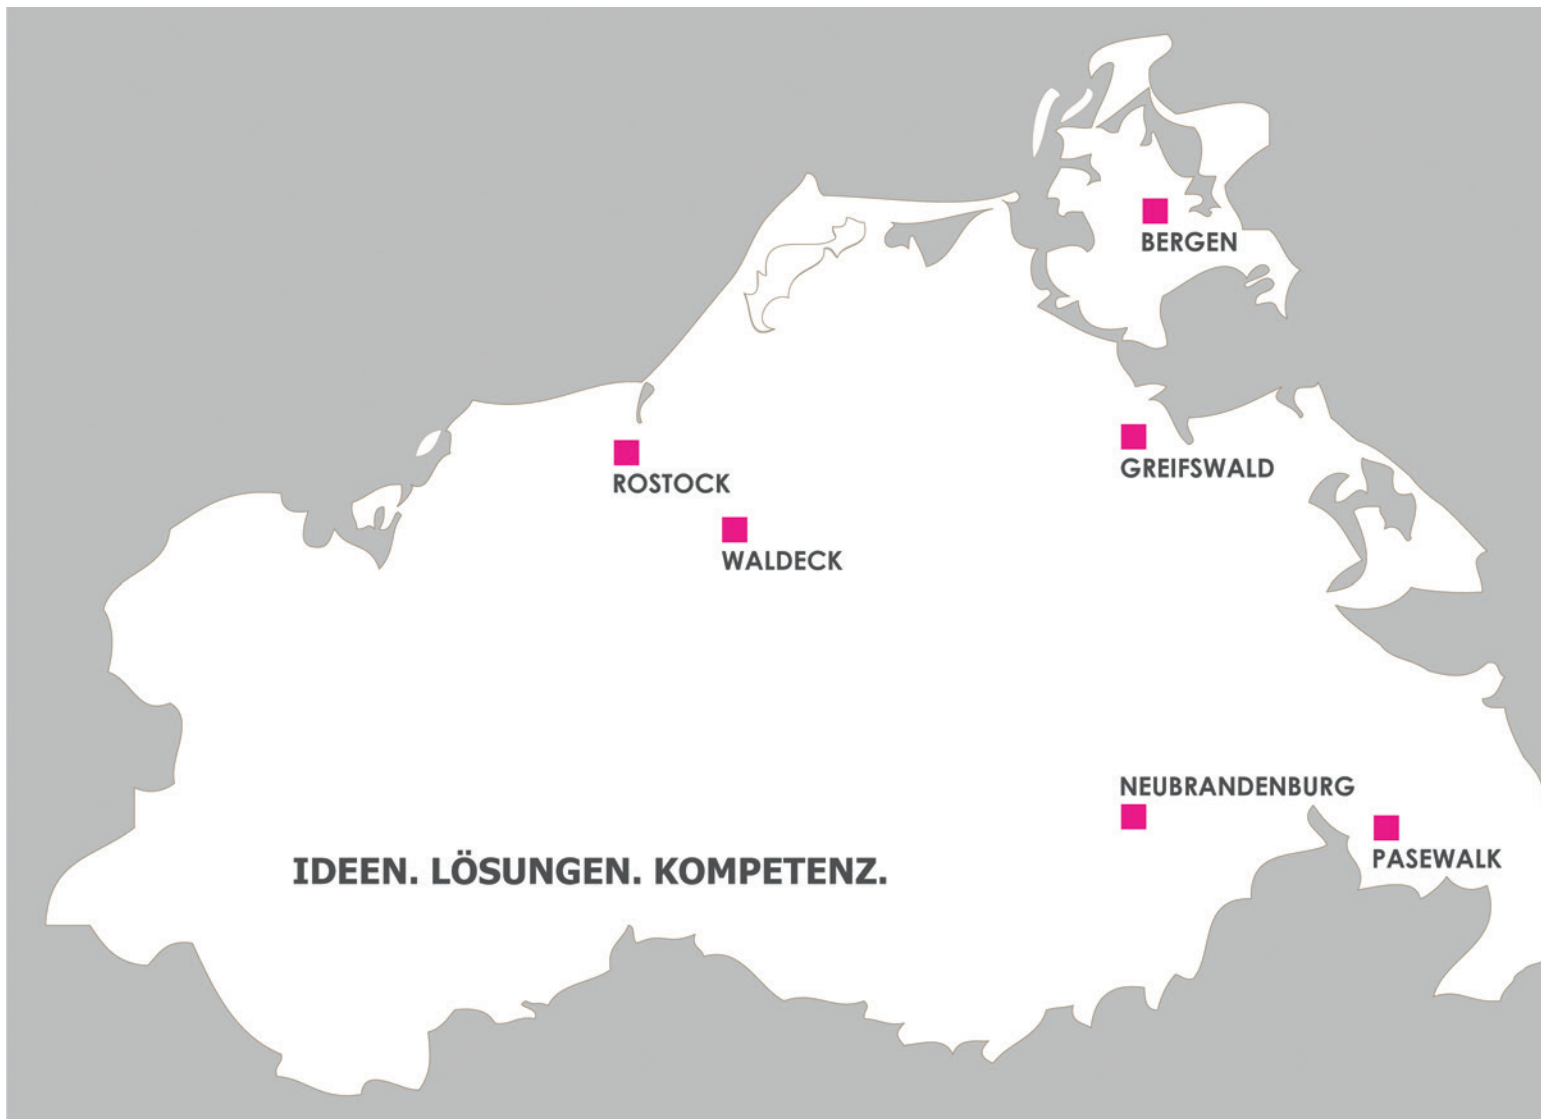 BERGEN
GREIFSWALD
ROSTOCK
WALDECK
NEUBRANDENBURG
PASEWALK
IDEEN. LÖSUNGEN. KOMPETENZ.